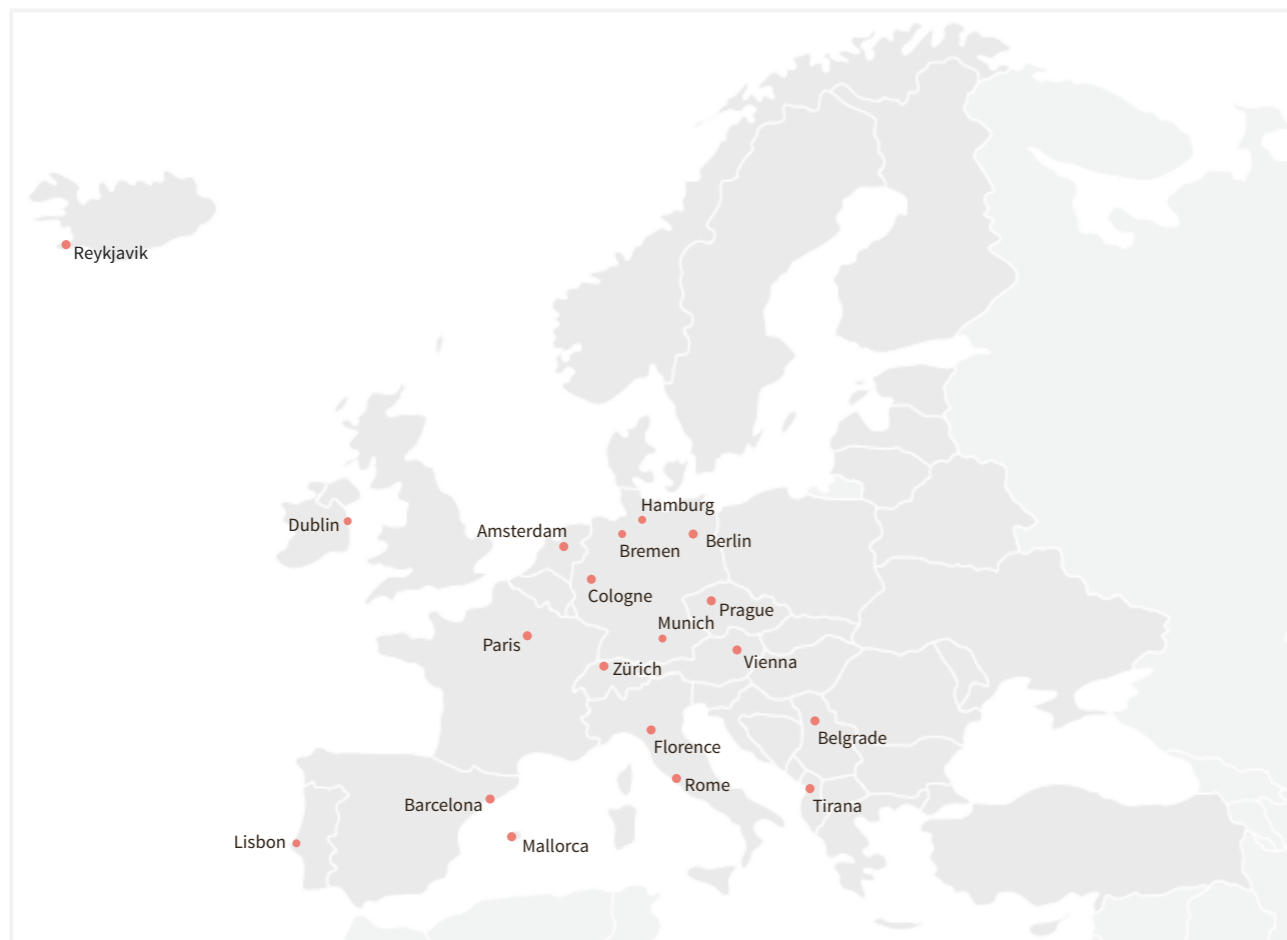 Reykjavik
Hamburg
Dublin
Amsterdam
Berlin
Bremen
Cologne
Prague
Munich
Paris
Vienna
Zürich
Belgrade
Florence
Rome
Barcelona
Tirana
Lisbon
Mallorca